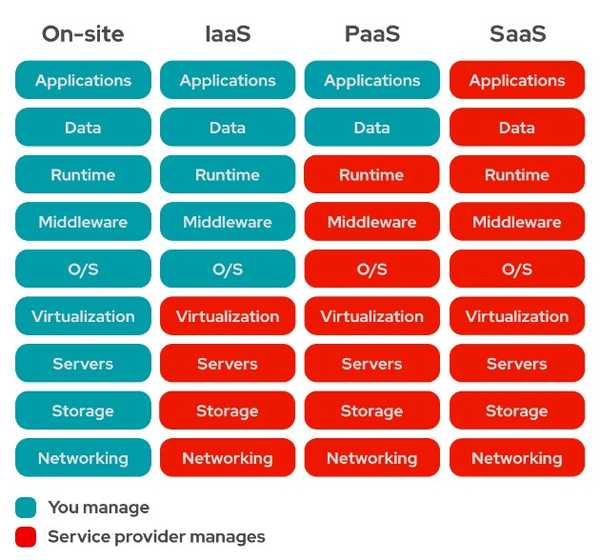 On-site IaaS PaaS SaaS
Applications Applications Applications Applications
Data Data Data Data
Runtime Runtime Runtime Runtime
Middleware Middleware Middleware Middleware
O/S O/S O/S O/S
Virtualization Virtualization Virtualization Virtualization
Servers Servers Servers Servers
Storage Storage Storage Storage
Networking Networking Networking Networking
You manage
Service provider manages